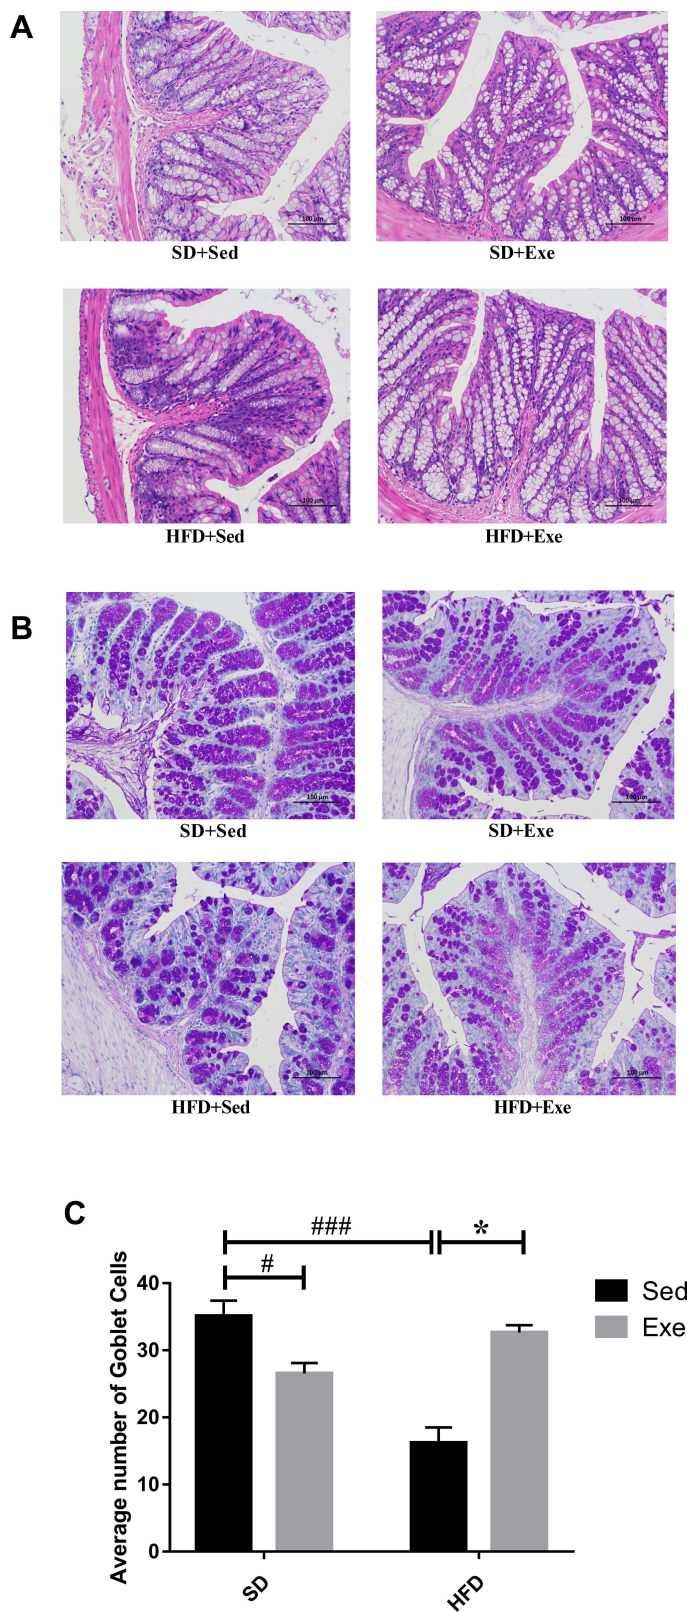 A
100 µm
100 µm
SD+Sed
SD+Exe
100 µm
100 µm
HFD+Sed
HFD+Exe
B
100 µm
100 µm
SD+Sed
SD+Exe
100 µm
100 µm
HFD+Sed
HFD+Exe
C
###
*
#
Sed
Exe
Average number of Goblet Cells
40
30
20
10
0
SD
HFD